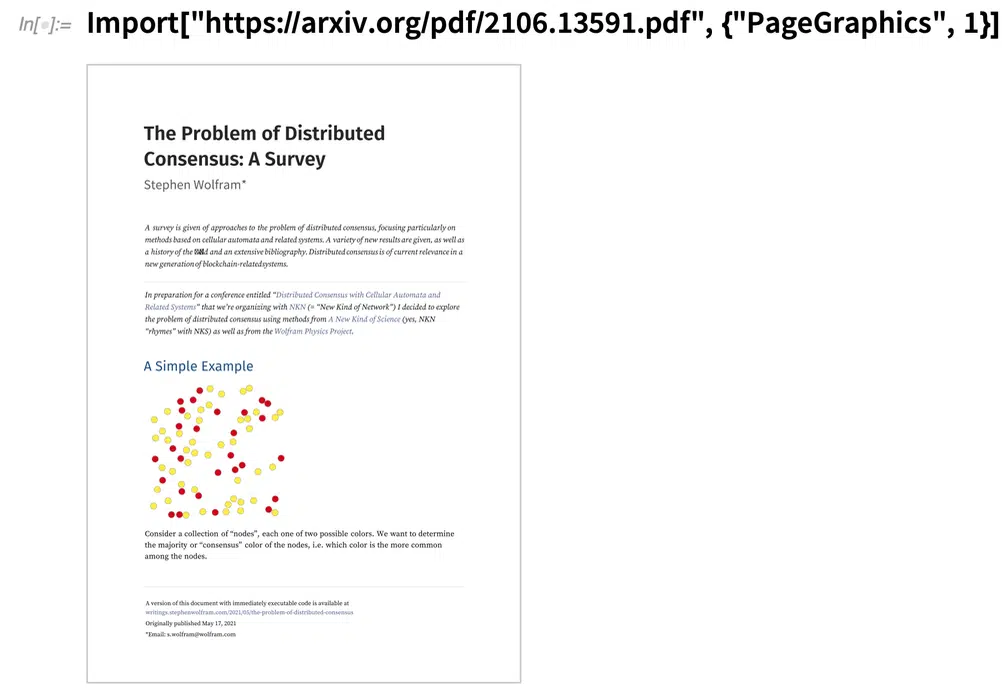 In[ ]:= Import["https://arxiv.org/pdf/2106.13591.pdf", {"PageGraphics", 1}]
The Problem of Distributed
Consensus: A Survey
Stephen Wolfram*
A survey is given of approaches to the problem of distributed consensus, focusing particularly on
methods based on cellular automata and related systems. A variety of new results are given, as well as
a history of the and an extensive bibliography. Distributed consensus is of current relevance in a
new generation of blockchain-related systems.
In preparation for a conference entitled “Distributed Consensus with Cellular Automata and
Related Systems” that we’re organizing with NKN (= “New Kind of Network”) I decided to explore
the problem of distributed consensus using methods from A New Kind of Science (yes, NKN
“rhymes” with NKS) as well as from the Wolfram Physics Project.
A Simple Example
Consider a collection of “nodes”, each one of two possible colors. We want to determine
the majority or “consensus” color of the nodes, i.e. which color is the more common
among the nodes.
A version of this document with immediately executable code is available at
writings.stephenwolfram.com/2021/05/the-problem-of-distributed-consensus
Originally published May 17, 2021
*Email: s.wolfram@wolfram.com